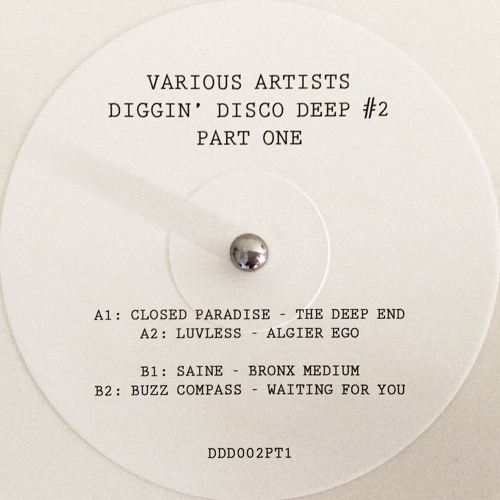 VARIOUS ARTISTS
DIGGIN' DISCO DEEP #2
PART ONE
A1: CLOSED PARADISE - THE DEEP END
A2: LUVLESS - ALGIER EGO
B1: SAINE - BRONX MEDIUM
B2: BUZZ COMPASS - WAITING FOR YOU
DDD002PT1